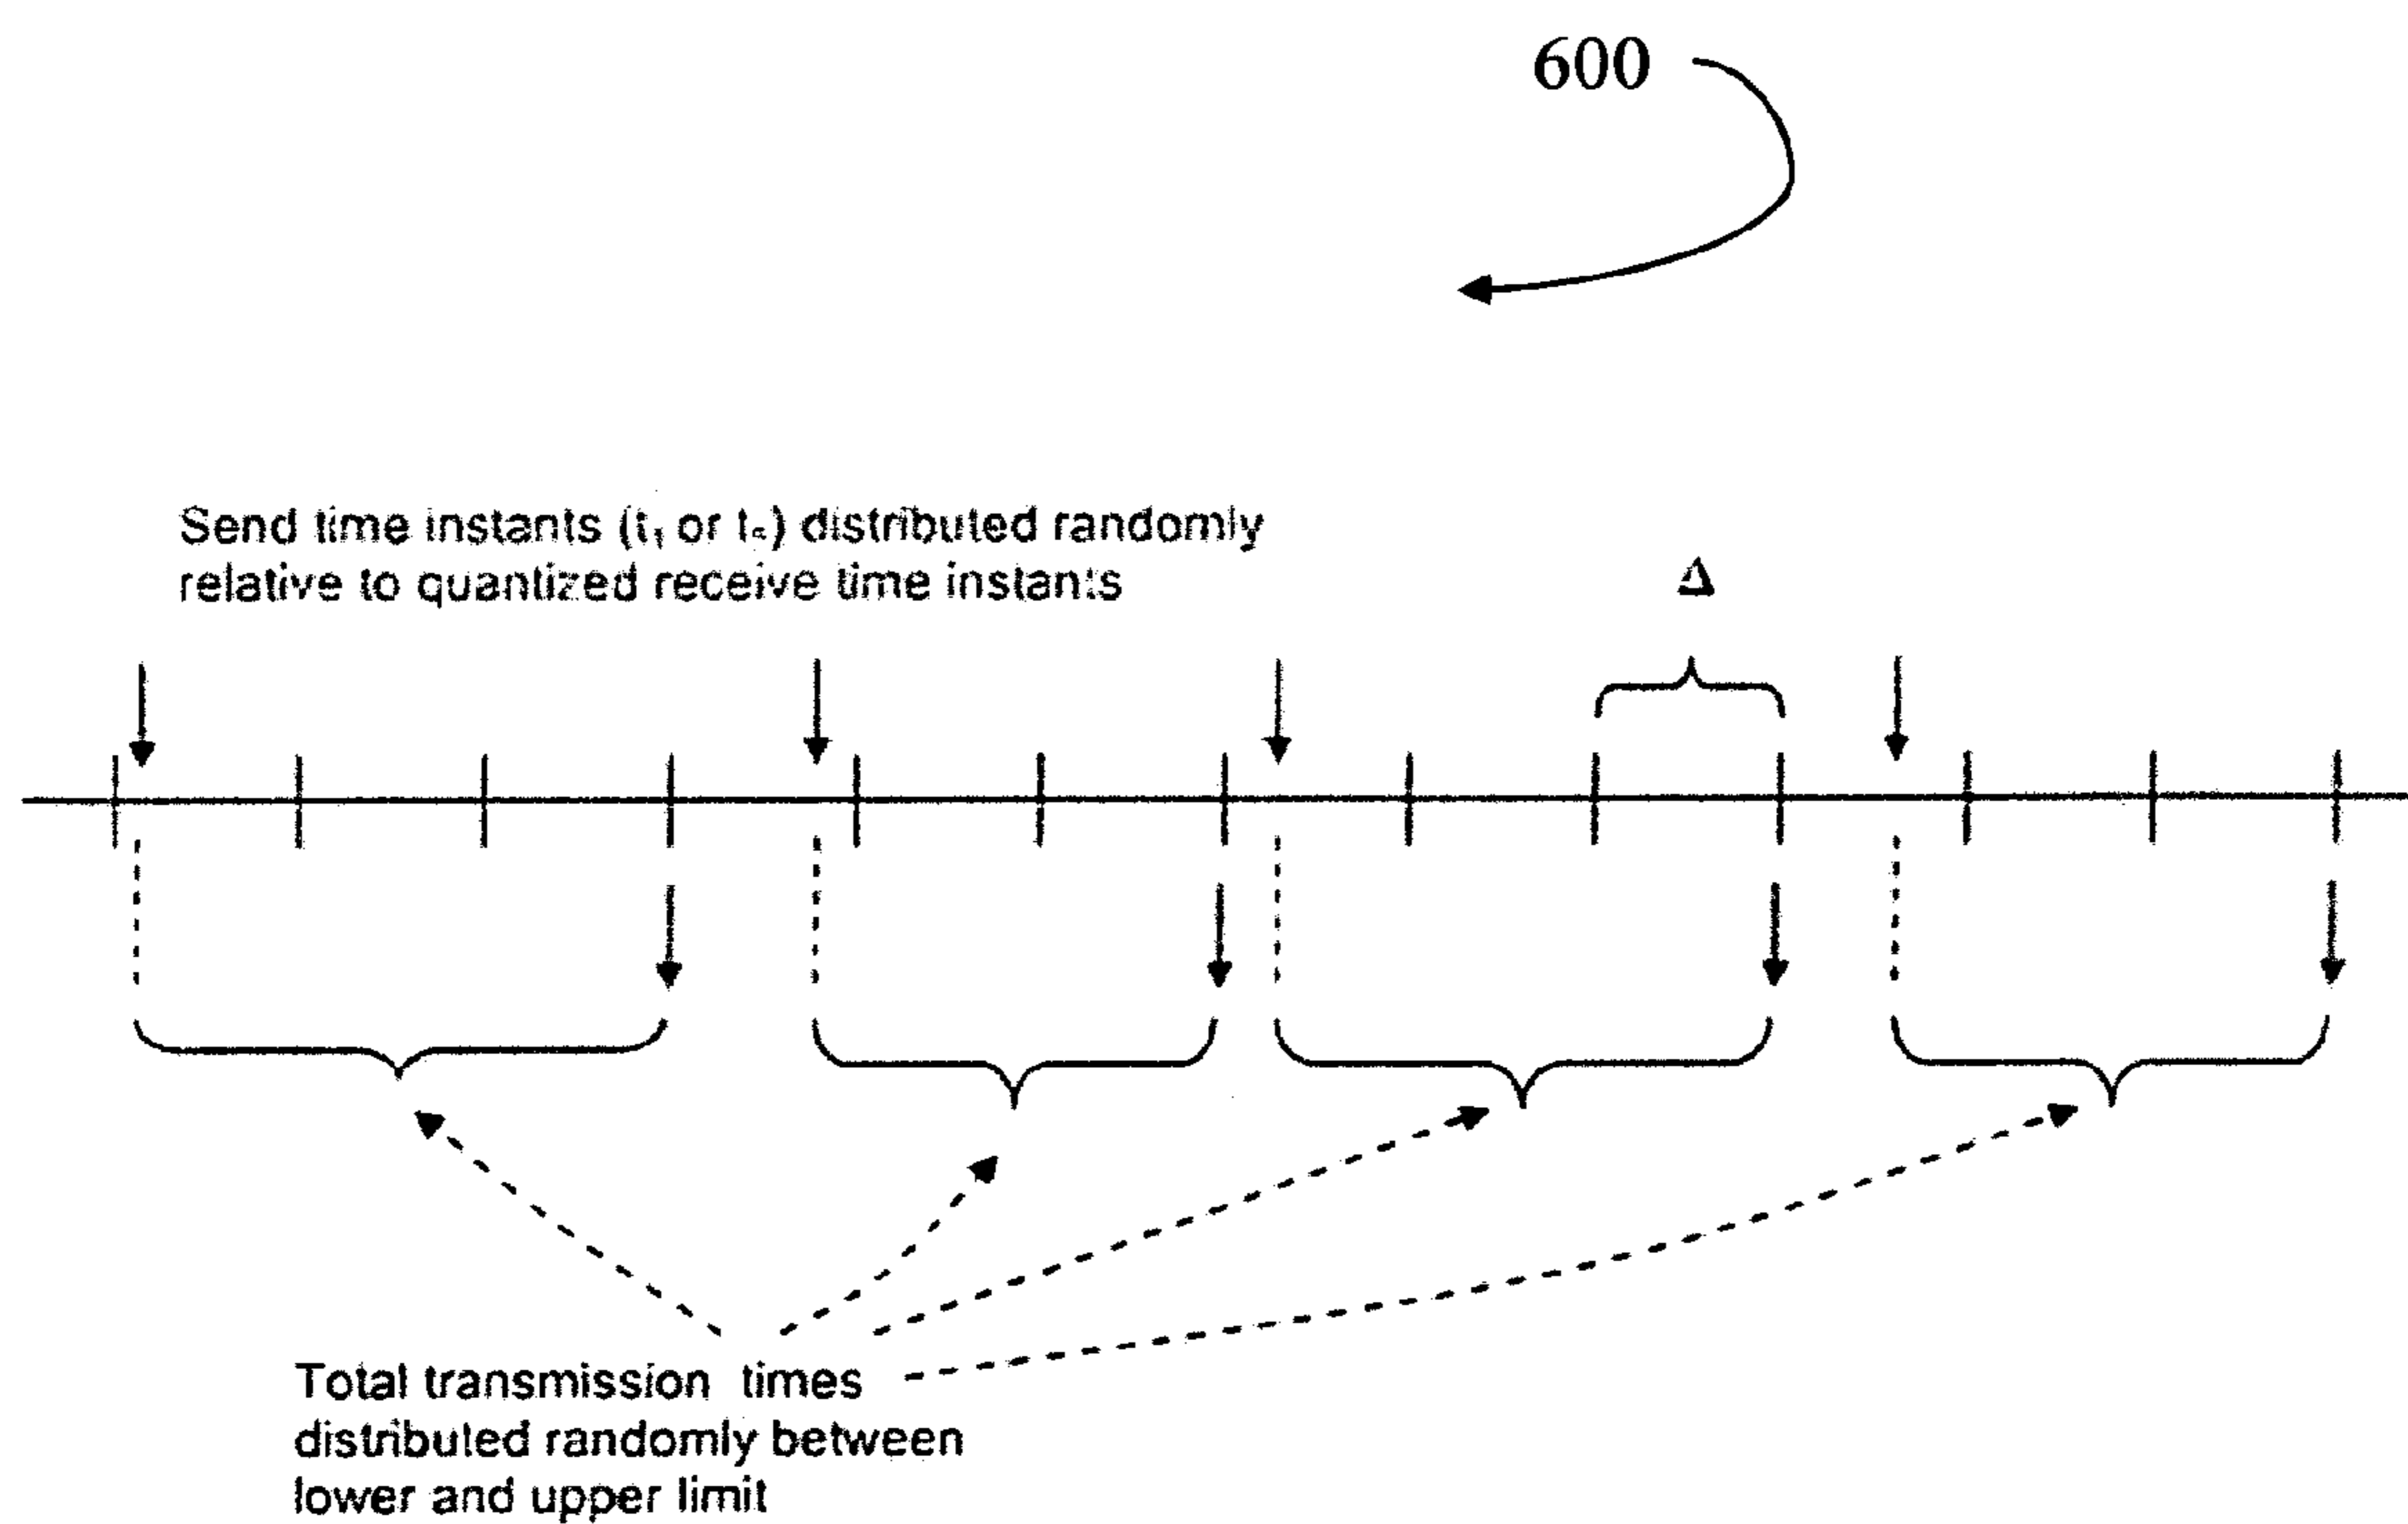 600
Send time instants (t₁ or t) distributed randomly
relative to quantized receive time instants
Δ
Total transmission times
distributed randomly between
lower and upper limit